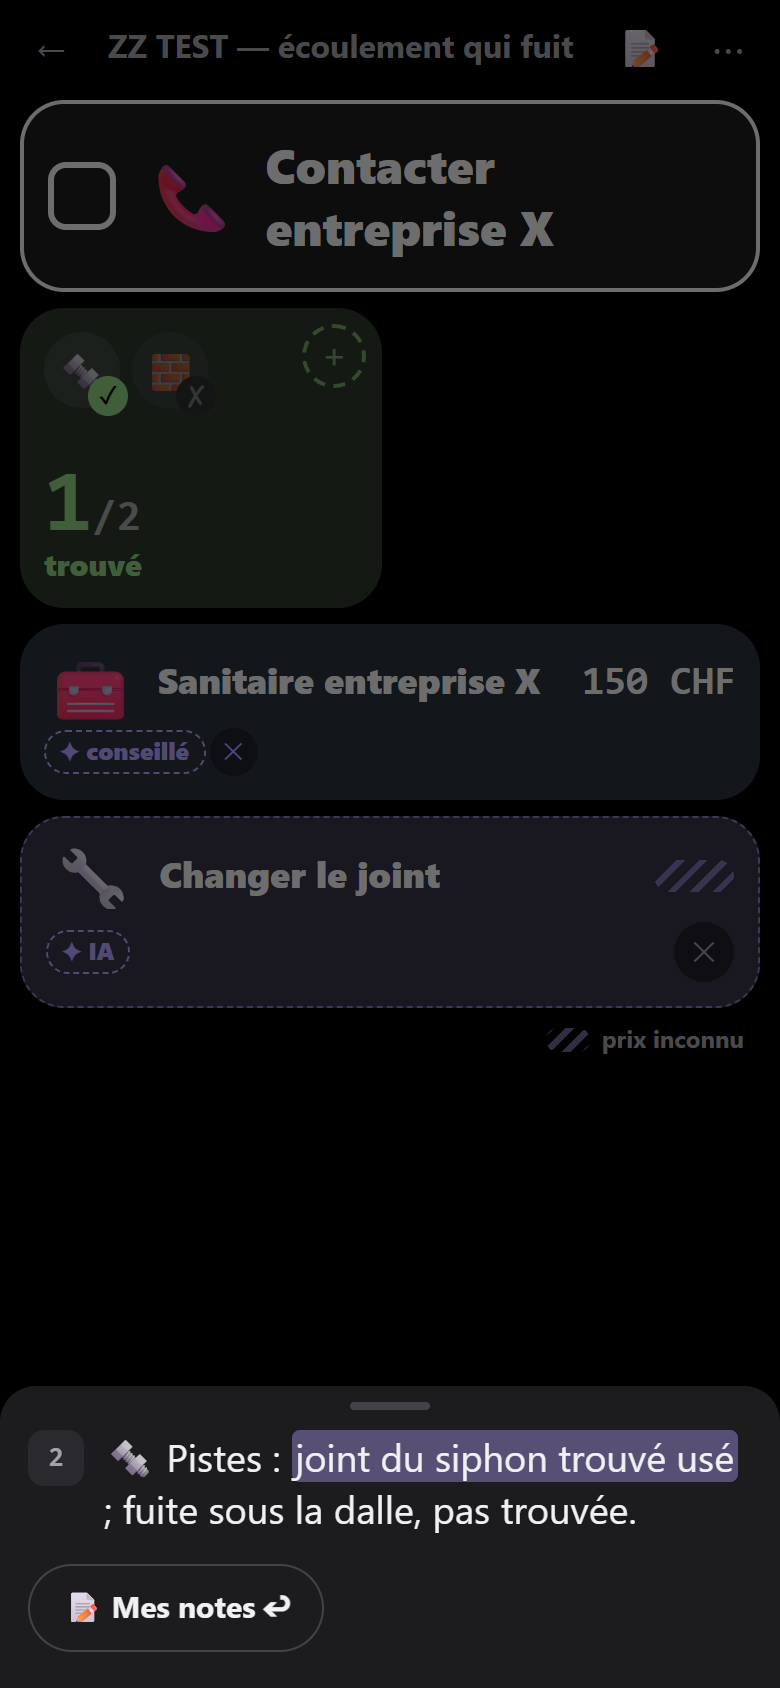 ← ZZ TEST — écoulement qui fuit 📝 ...
Contacter
entreprise X
✓ ✗ +
1/2
trouvé
Sanitaire entreprise X 150 CHF
✦ conseillé ×
Changer le joint
✦ IA ×
prix inconnu
2 Pistes : joint du siphon trouvé usé
; fuite sous la dalle, pas trouvée.
Mes notes ↩